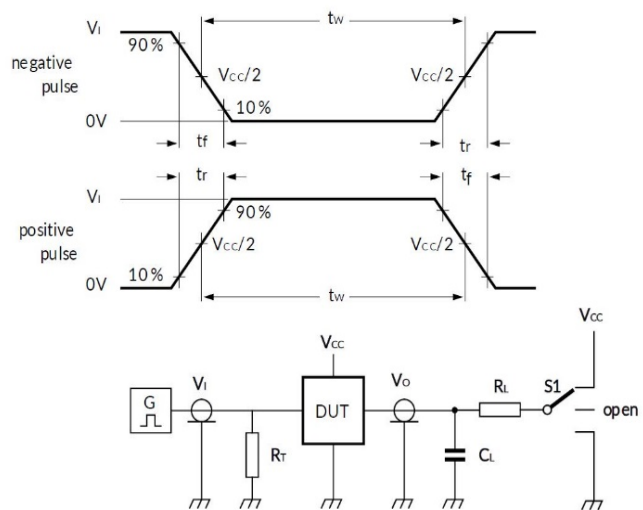 tw
VI
90%
negative
pulse
VCC/2
VCC/2
10%
0V
tf
tr
tr
tf
VI
90%
positive
pulse
VCC/2
VCC/2
10%
0V
tw
VCC
VCC
VI
VO
RL
S1
G
DUT
open
RT
CL